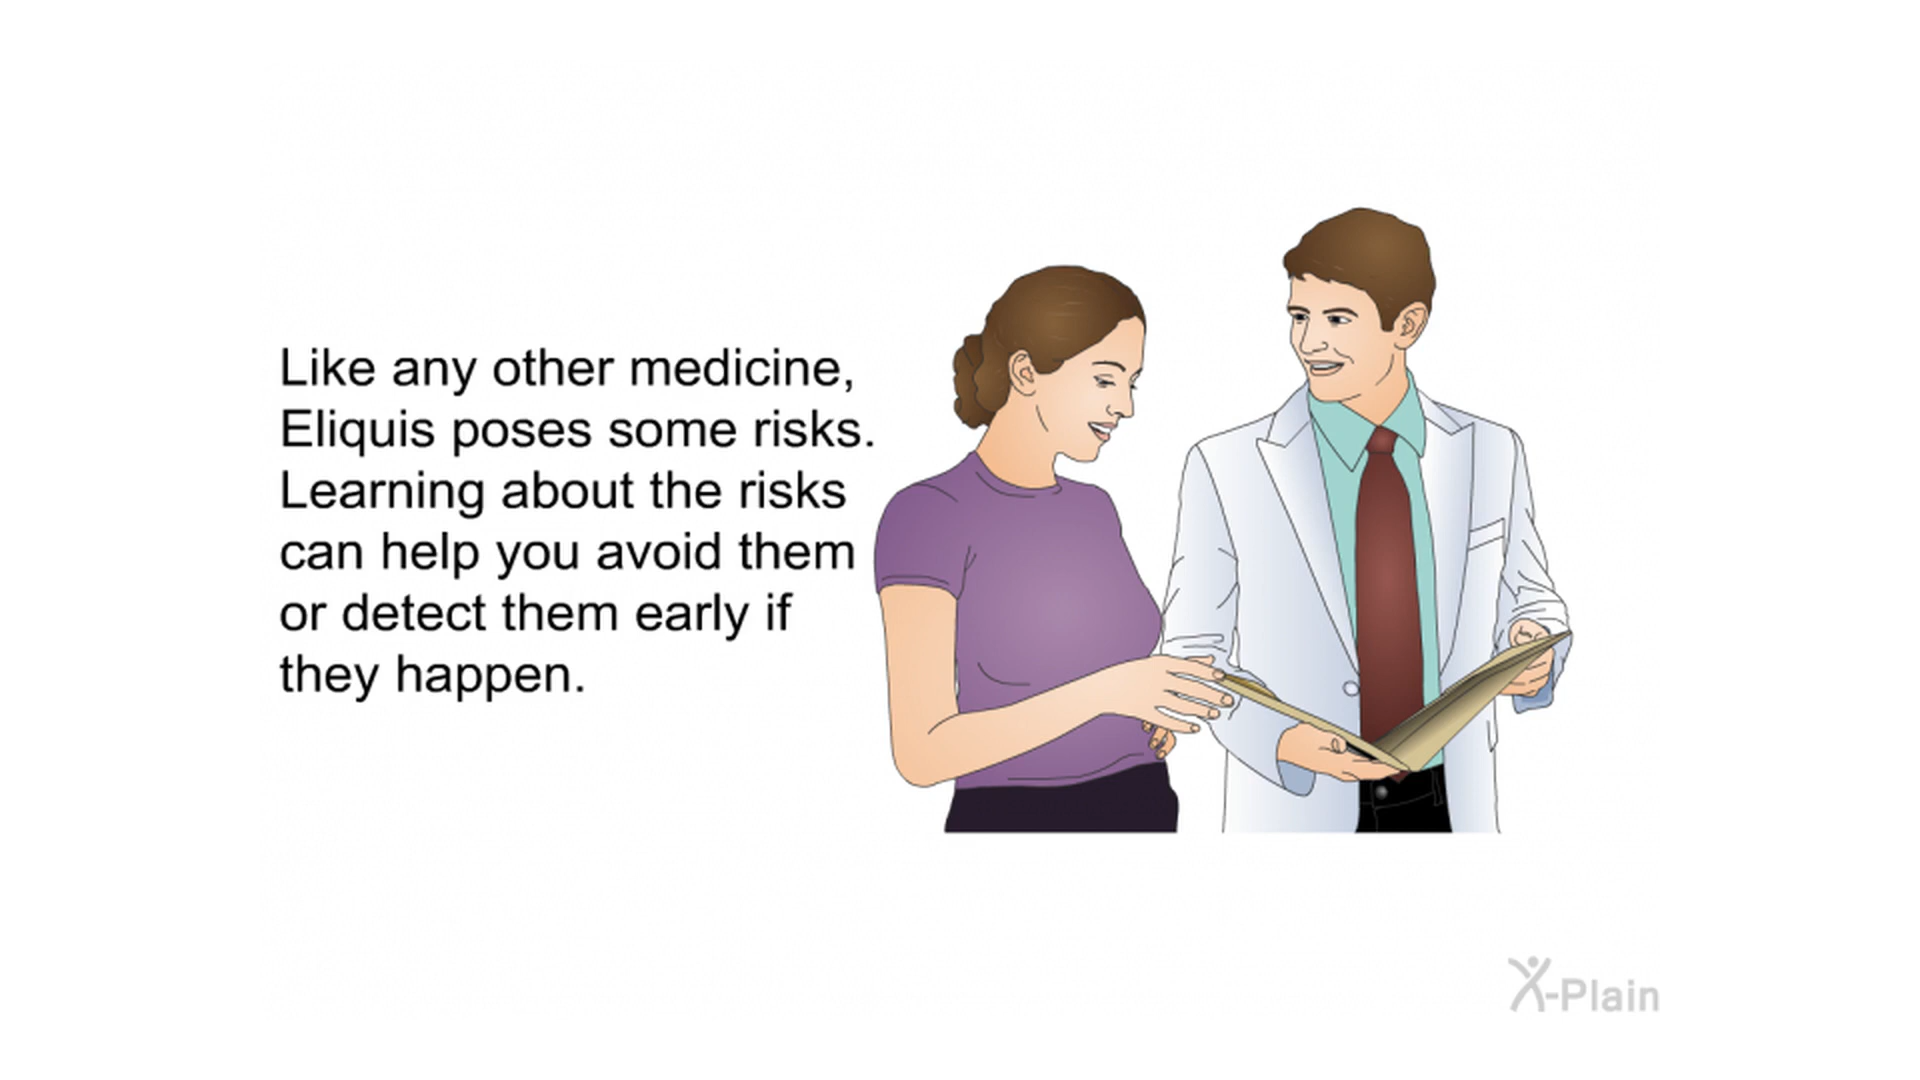 Like any other medicine,
Eliquis poses some risks.
Learning about the risks
can help you avoid them
or detect them early if
they happen.
X-Plain